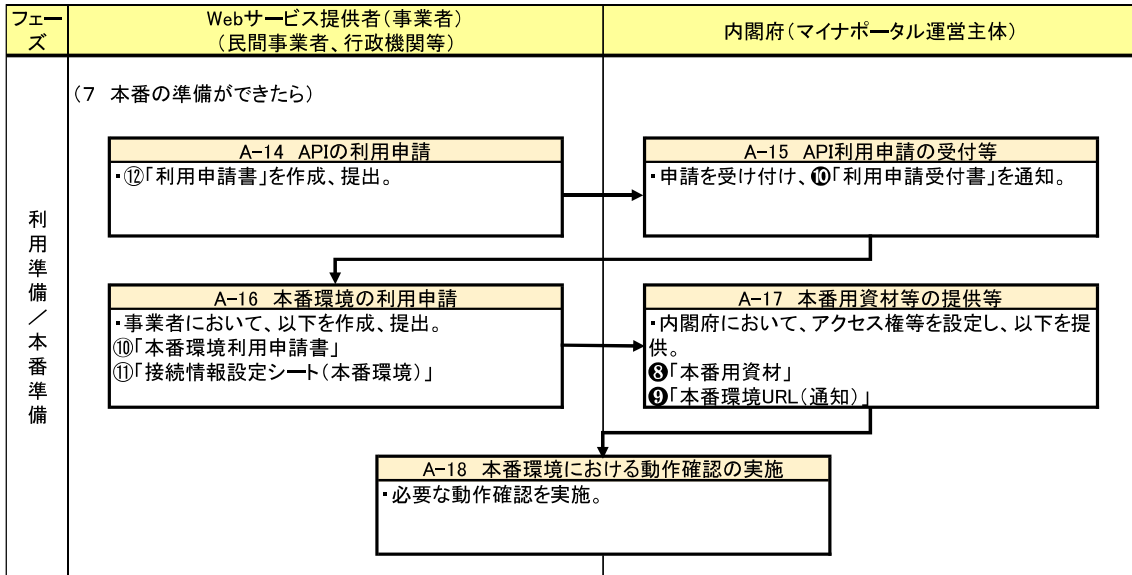 フェーズ
Webサービス提供者（事業者）
（民間事業者、行政機関等）
内閣府（マイナポータル運営主体）
利用準備／本番準備
（７　本番の準備ができたら）
A-14　APIの利用申請
・⑫「利用申請書」を作成、提出。
A-15　API利用申請の受付等
・申請を受け付け、❿「利用申請受付書」を通知。
A-16　本番環境の利用申請
・事業者において、以下を作成、提出。
⑩「本番環境利用申請書」
⑪「接続情報設定シート（本番環境）」
A-17　本番用資材等の提供等
・内閣府において、アクセス権等を設定し、以下を提
供。
❽「本番用資材」
❾「本番環境URL（通知）」
A-18　本番環境における動作確認の実施
・必要な動作確認を実施。